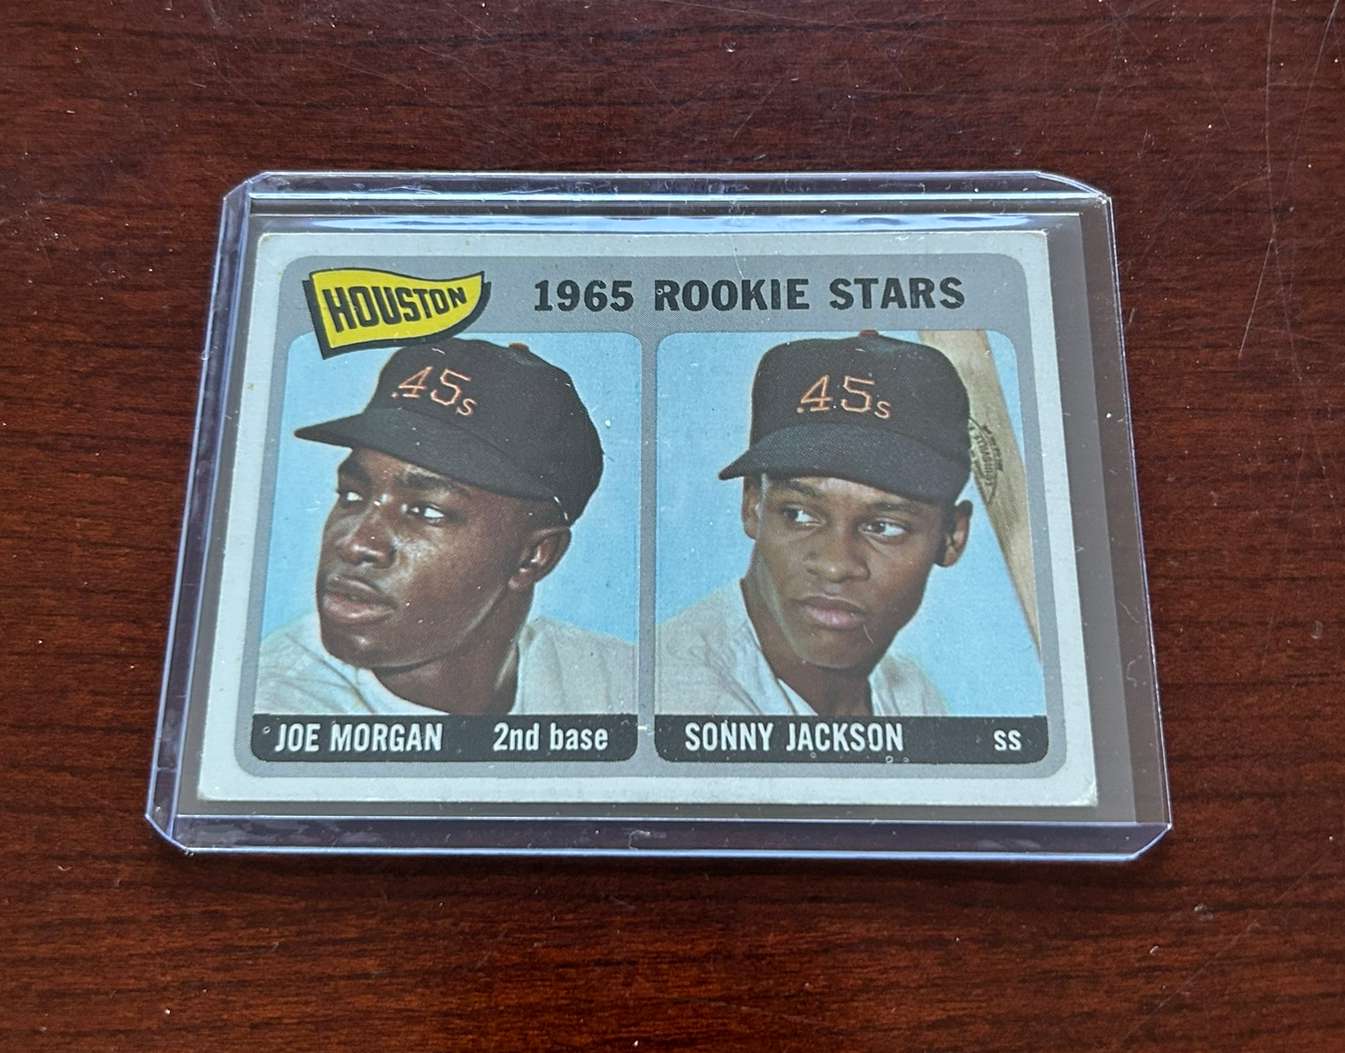 HOUSTON
1965 ROOKIE STARS
.45s
.45s
JOE MORGAN 2nd base
SONNY JACKSON SS